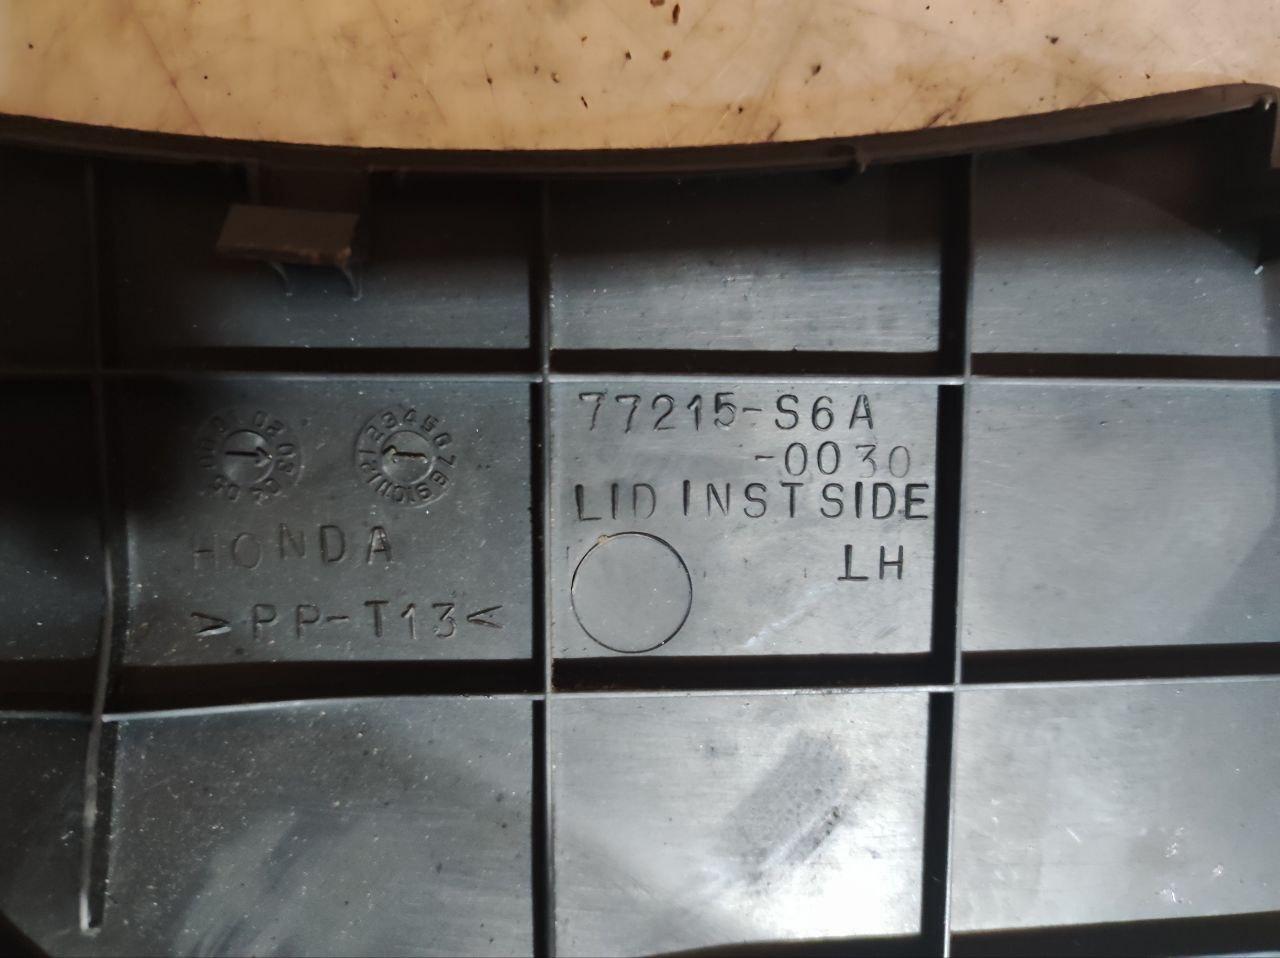 77215-S6A
-0030
LID INST SIDE
LH
HONDA
>PP-T13<